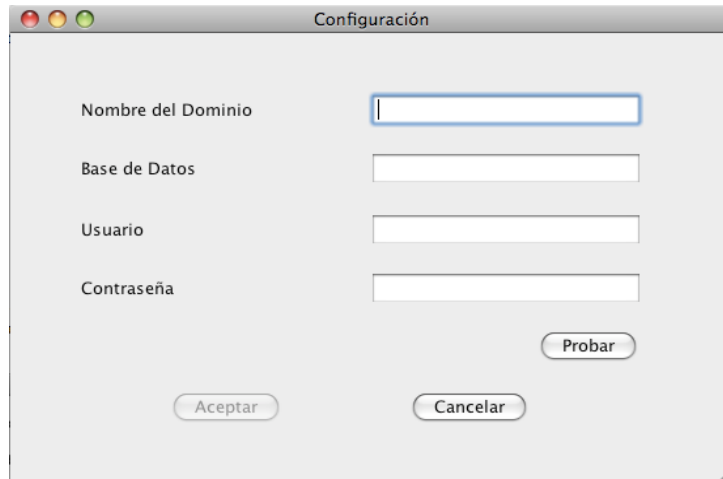 Configuración
Nombre del Dominio
Base de Datos
Usuario
Contraseña
Probar
Aceptar
Cancelar